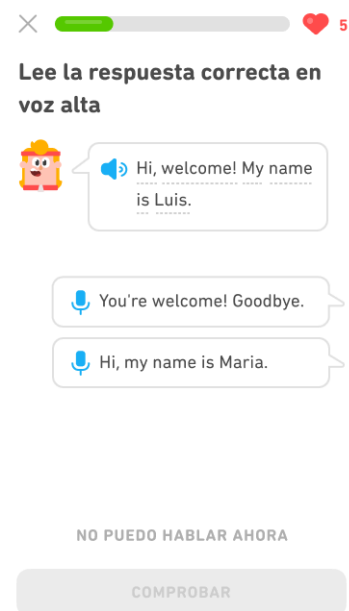 5
Lee la respuesta correcta en
voz alta
Hi, welcome! My name
is Luis.
You're welcome! Goodbye.
Hi, my name is Maria.
NO PUEDO HABLAR AHORA
COMPROBAR